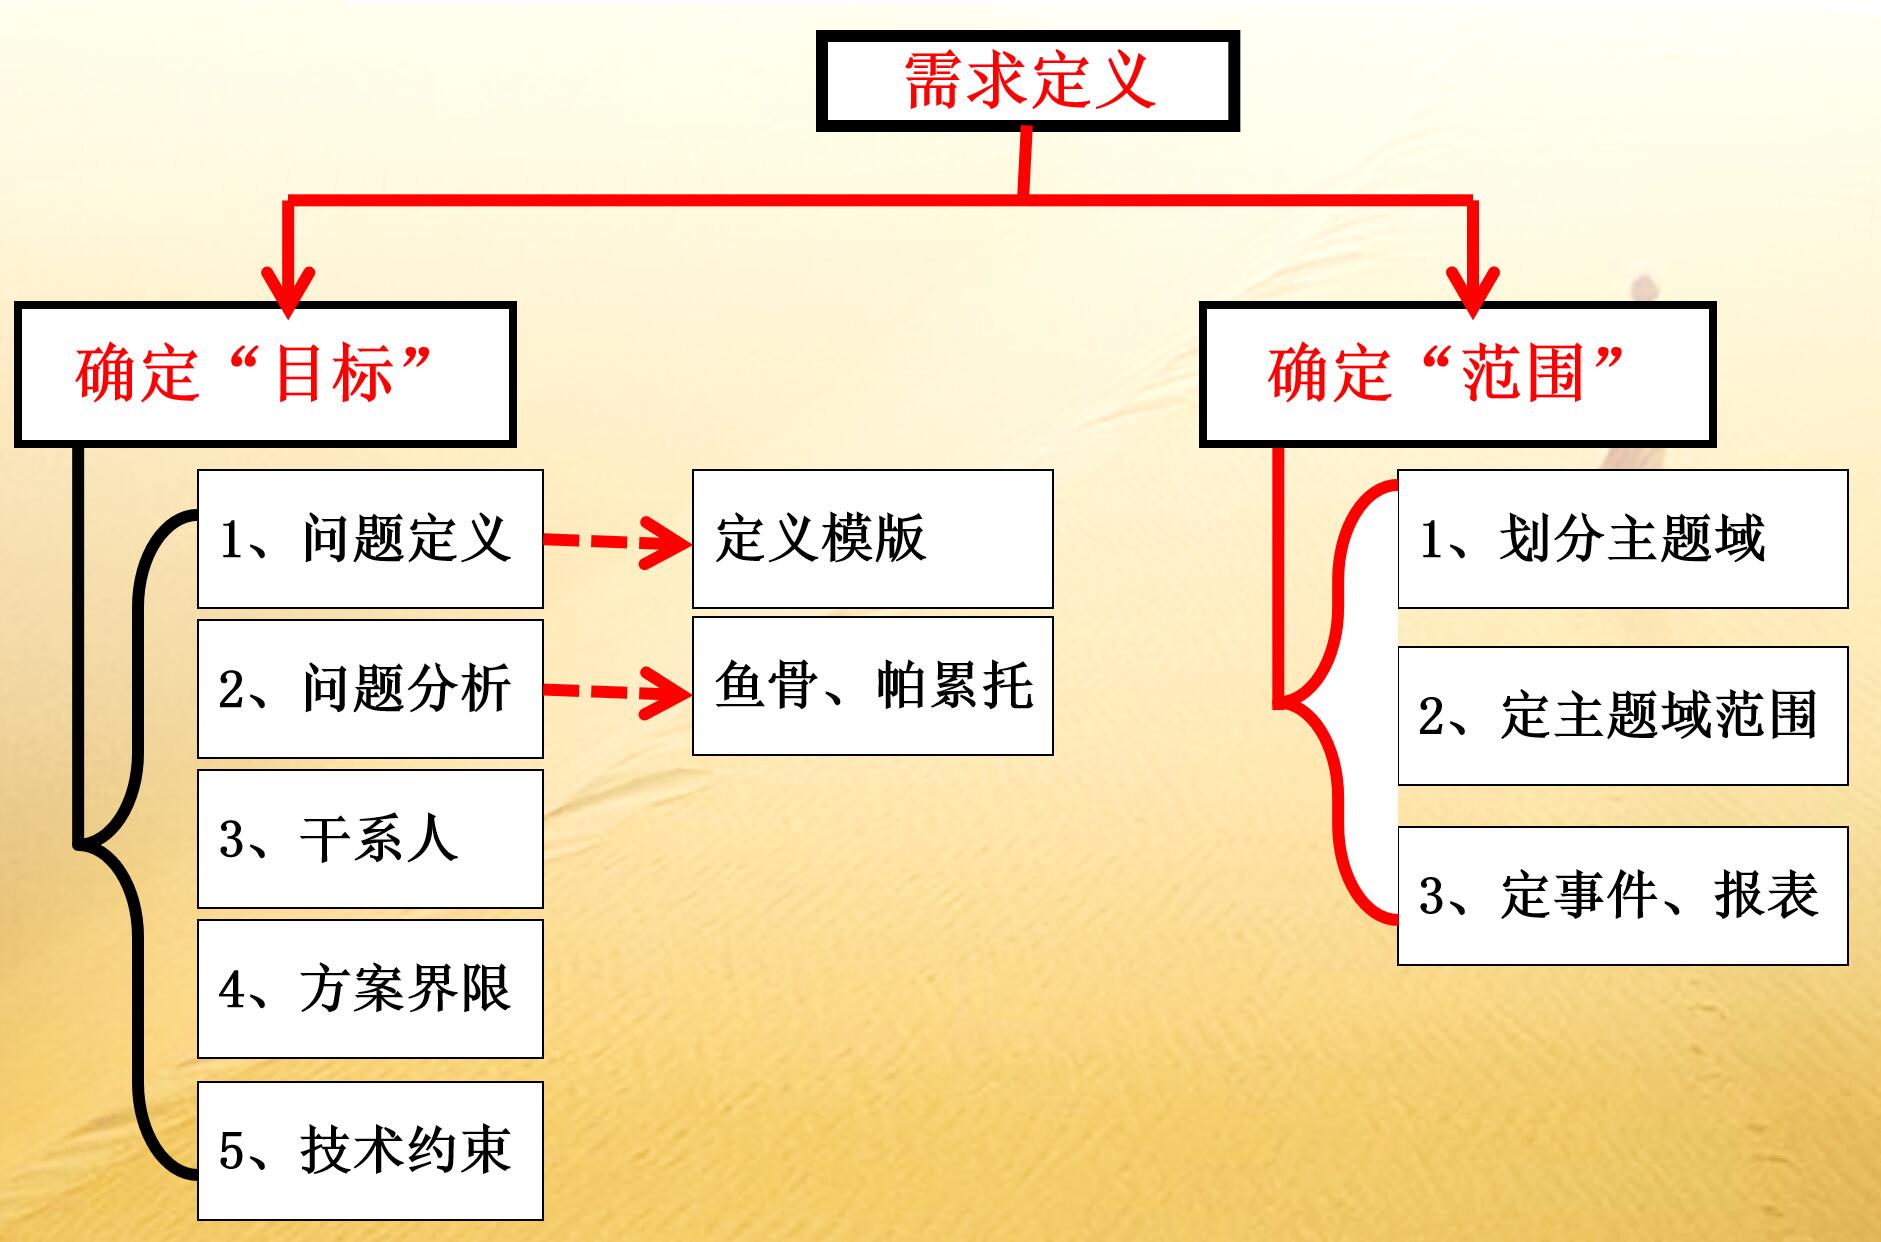 需求定义
确定“目标”
确定“范围”
1、问题定义
定义模版
2、问题分析
鱼骨、帕累托
3、干系人
4、方案界限
5、技术约束
1、划分主题域
2、定主题域范围
3、定事件、报表